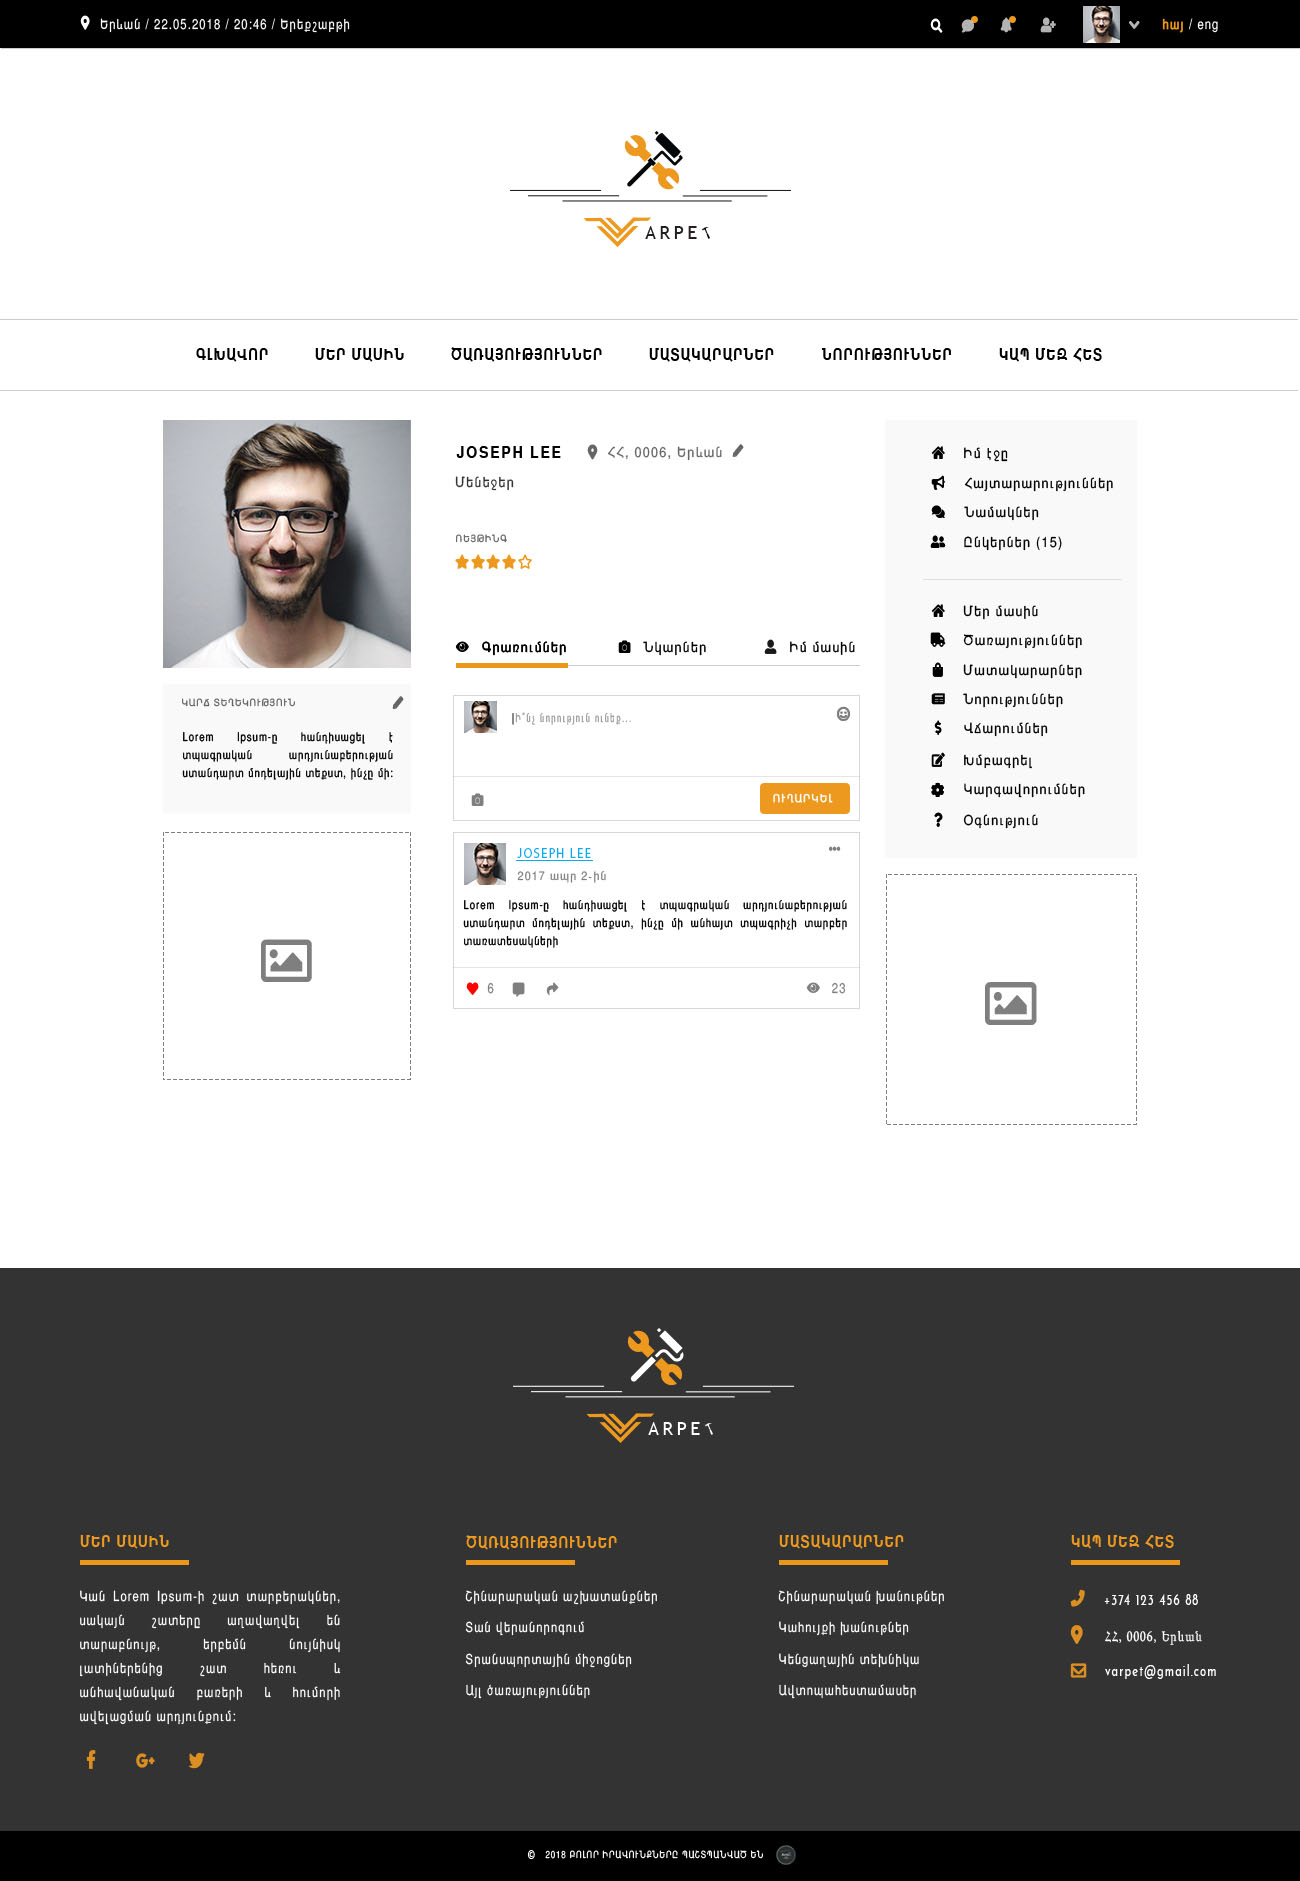 Երևան / 22.05.2018 / 20:46 / Երեքշաբթի
հայ / eng
ARPET
ԳԼԽԱՎՈՐ ՄԵՐ ՄԱՍԻՆ ԾԱՌԱՅՈՒԹՅՈՒՆՆԵՐ ՄԱՏԱԿԱՐԱՐՆԵՐ ՆՈՐՈՒԹՅՈՒՆՆԵՐ ԿԱՊ ՄԵԶ ՀԵՏ
JOSEPH LEE ՀՀ, 0006, Երևան
Մենեջեր
ՌԵՅԹԻՆԳ
Գրառումներ Նկարներ Իմ մասին
ԿԱՐՃ ՏԵՂԵԿՈՒԹՅՈՒՆ
Lorem Ipsum-ը հանդիսացել է
տպագրական արդյունաբերության
ստանդարտ մոդելային տեքստ, ինչը մի:
Ի՞նչ նորություն ունեք...
ՈՒՂԱՐԿԵԼ
JOSEPH LEE
2017 ապր 2-ին
Lorem Ipsum-ը հանդիսացել է տպագրական արդյունաբերության
ստանդարտ մոդելային տեքստ, ինչը մի անհայտ տպագրիչի տարբեր
տառատեսակների
6 23
Իմ էջը
Հայտարարություններ
Նամակներ
Ընկերներ (15)
Մեր մասին
Ծառայություններ
Մատակարարներ
Նորություններ
Վճարումներ
Խմբագրել
Կարգավորումներ
Օգնություն
ARPET
ՄԵՐ ՄԱՍԻՆ
Կան Lorem Ipsum-ի շատ տարբերակներ,
սակայն շատերը աղավաղվել են
տարաբնույթ, երբեմն նույնիսկ
լատիներենից շատ հեռու և
անհավանական բառերի և հումորի
ավելացման արդյունքում:
ԾԱՌԱՅՈՒԹՅՈՒՆՆԵՐ
Շինարարական աշխատանքներ
Տան վերանորոգում
Տրանսպորտային միջոցներ
Այլ ծառայություններ
ՄԱՏԱԿԱՐԱՐՆԵՐ
Շինարարական խանութներ
Կահույքի խանութներ
Կենցաղային տեխնիկա
Ավտոպահեստամասեր
ԿԱՊ ՄԵԶ ՀԵՏ
+374 123 456 88
ՀՀ, 0006, Երևան
varpet@gmail.com
© 2018 ԲՈԼՈՐ ԻՐԱՎՈՒՆՔՆԵՐԸ ՊԱՇՏՊԱՆՎԱԾ ԵՆ